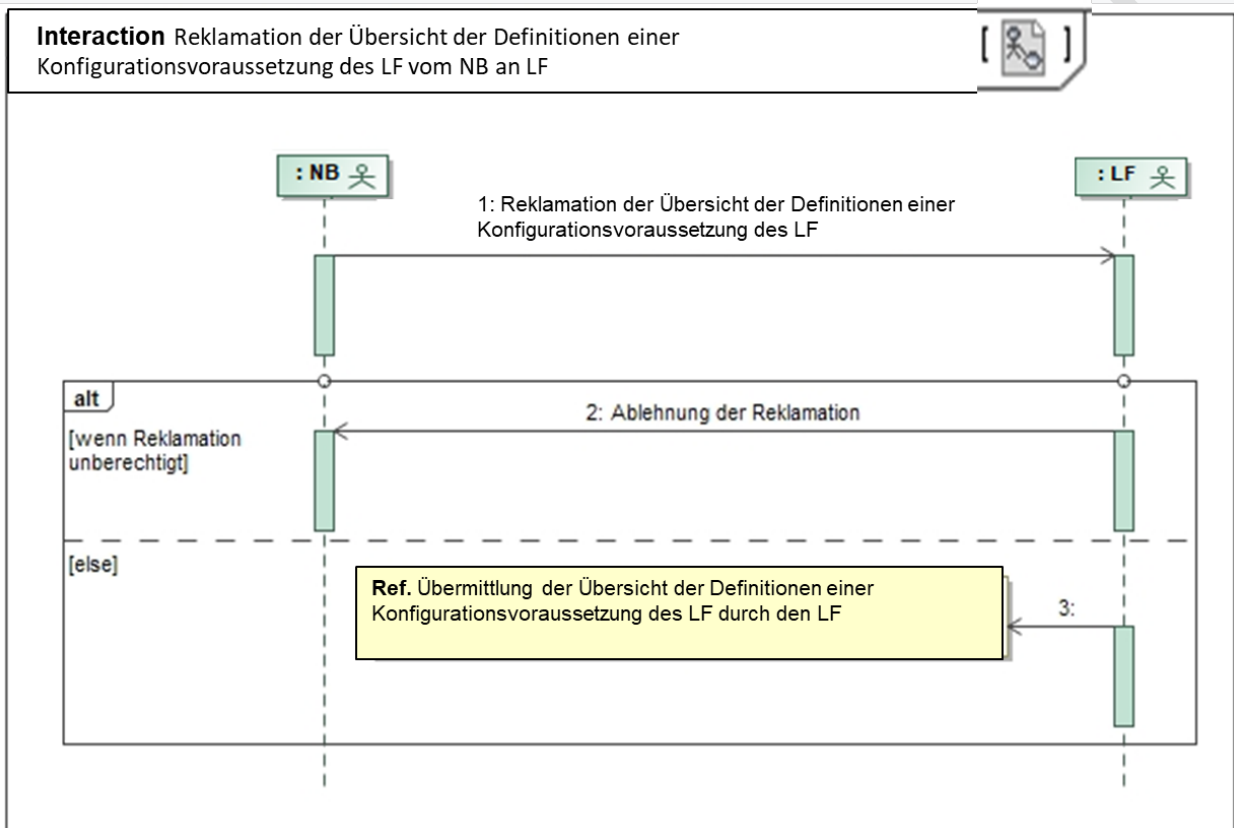 Interaction Reklamation der Übersicht der Definitionen einer
Konfigurationsvoraussetzung des LF vom NB an LF
[ ]
: NB
: LF
1: Reklamation der Übersicht der Definitionen einer
Konfigurationsvoraussetzung des LF
alt
2: Ablehnung der Reklamation
[wenn Reklamation
unberechtigt]
[else]
Ref. Übermittlung der Übersicht der Definitionen einer
Konfigurationsvoraussetzung des LF durch den LF
3: